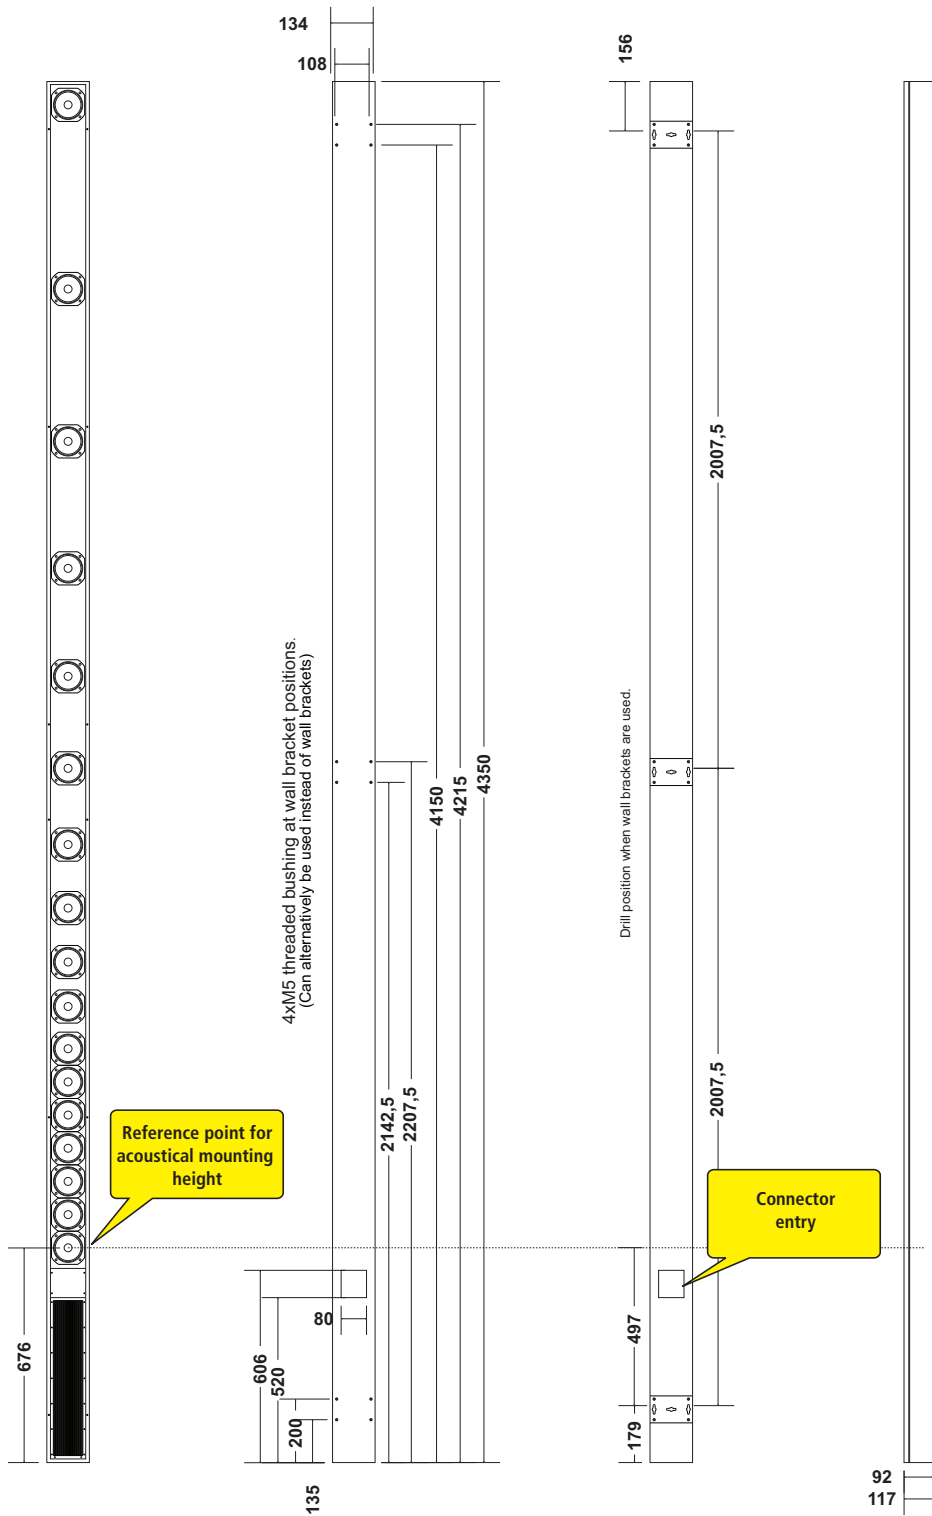 134
108
156
2007,5
4xM5 threaded bushing at wall bracket positions.
(Can alternatively be used instead of wall brackets)
Drill position when wall brackets are used.
4350
4215
4150
2207,5
2142,5
2007,5
Reference point for
acoustical mounting
height
Connector
entry
676
606
520
80
497
200
179
135
92
117